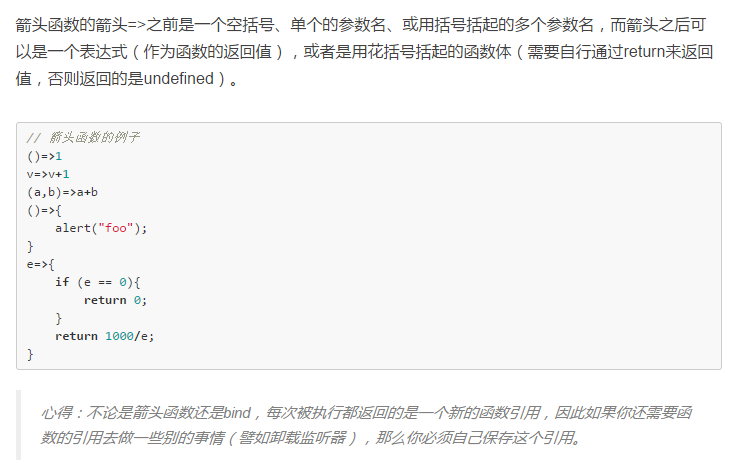 箭头函数的箭头=>之前是一个空括号、单个的参数名、或用括号括起的多个参数名，而箭头之后可
以是一个表达式（作为函数的返回值），或者是用花括号括起的函数体（需要自行通过return来返回
值，否则返回的是undefined）。
// 箭头函数的例子
()=>1
v=>v+1
(a,b)=>a+b
()=>{
    alert("foo");
}
e=>{
    if (e == 0){
        return 0;
    }
    return 1000/e;
}
心得：不论是箭头函数还是bind，每次被执行都返回的是一个新的函数引用，因此如果你还需要函
数的引用去做一些别的事情（譬如卸载监听器），那么你必须自己保存这个引用。